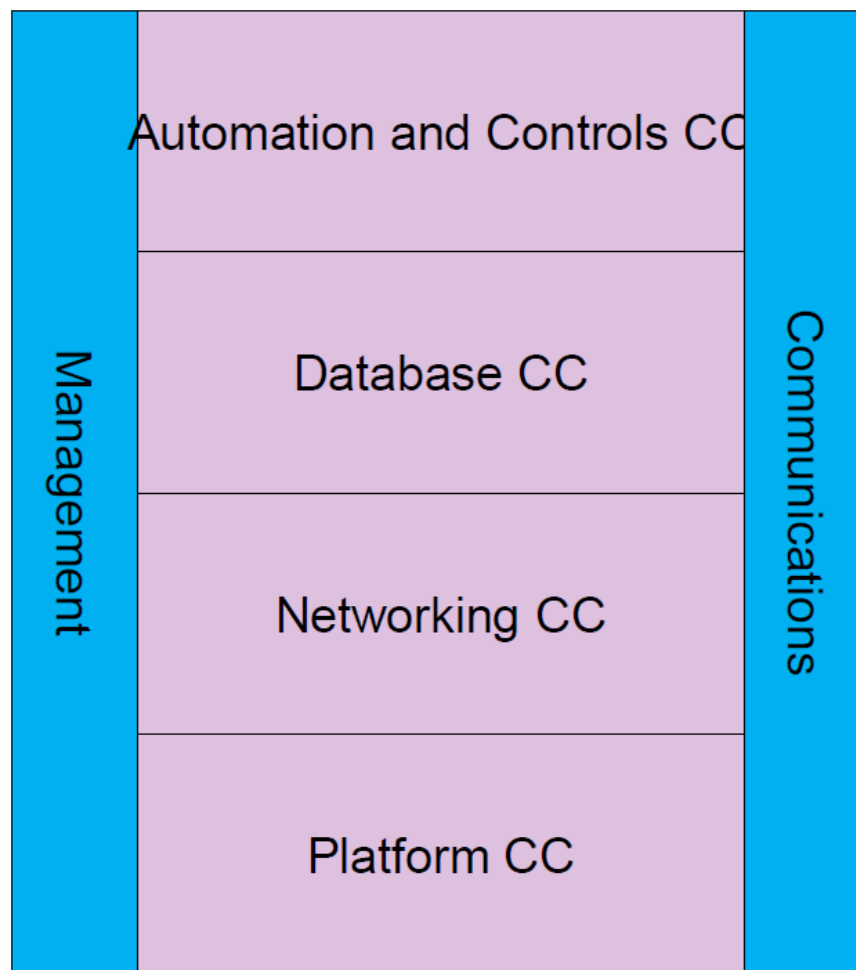 Automation and Controls CC
Database CC
Networking CC
Platform CC
Management
Communications